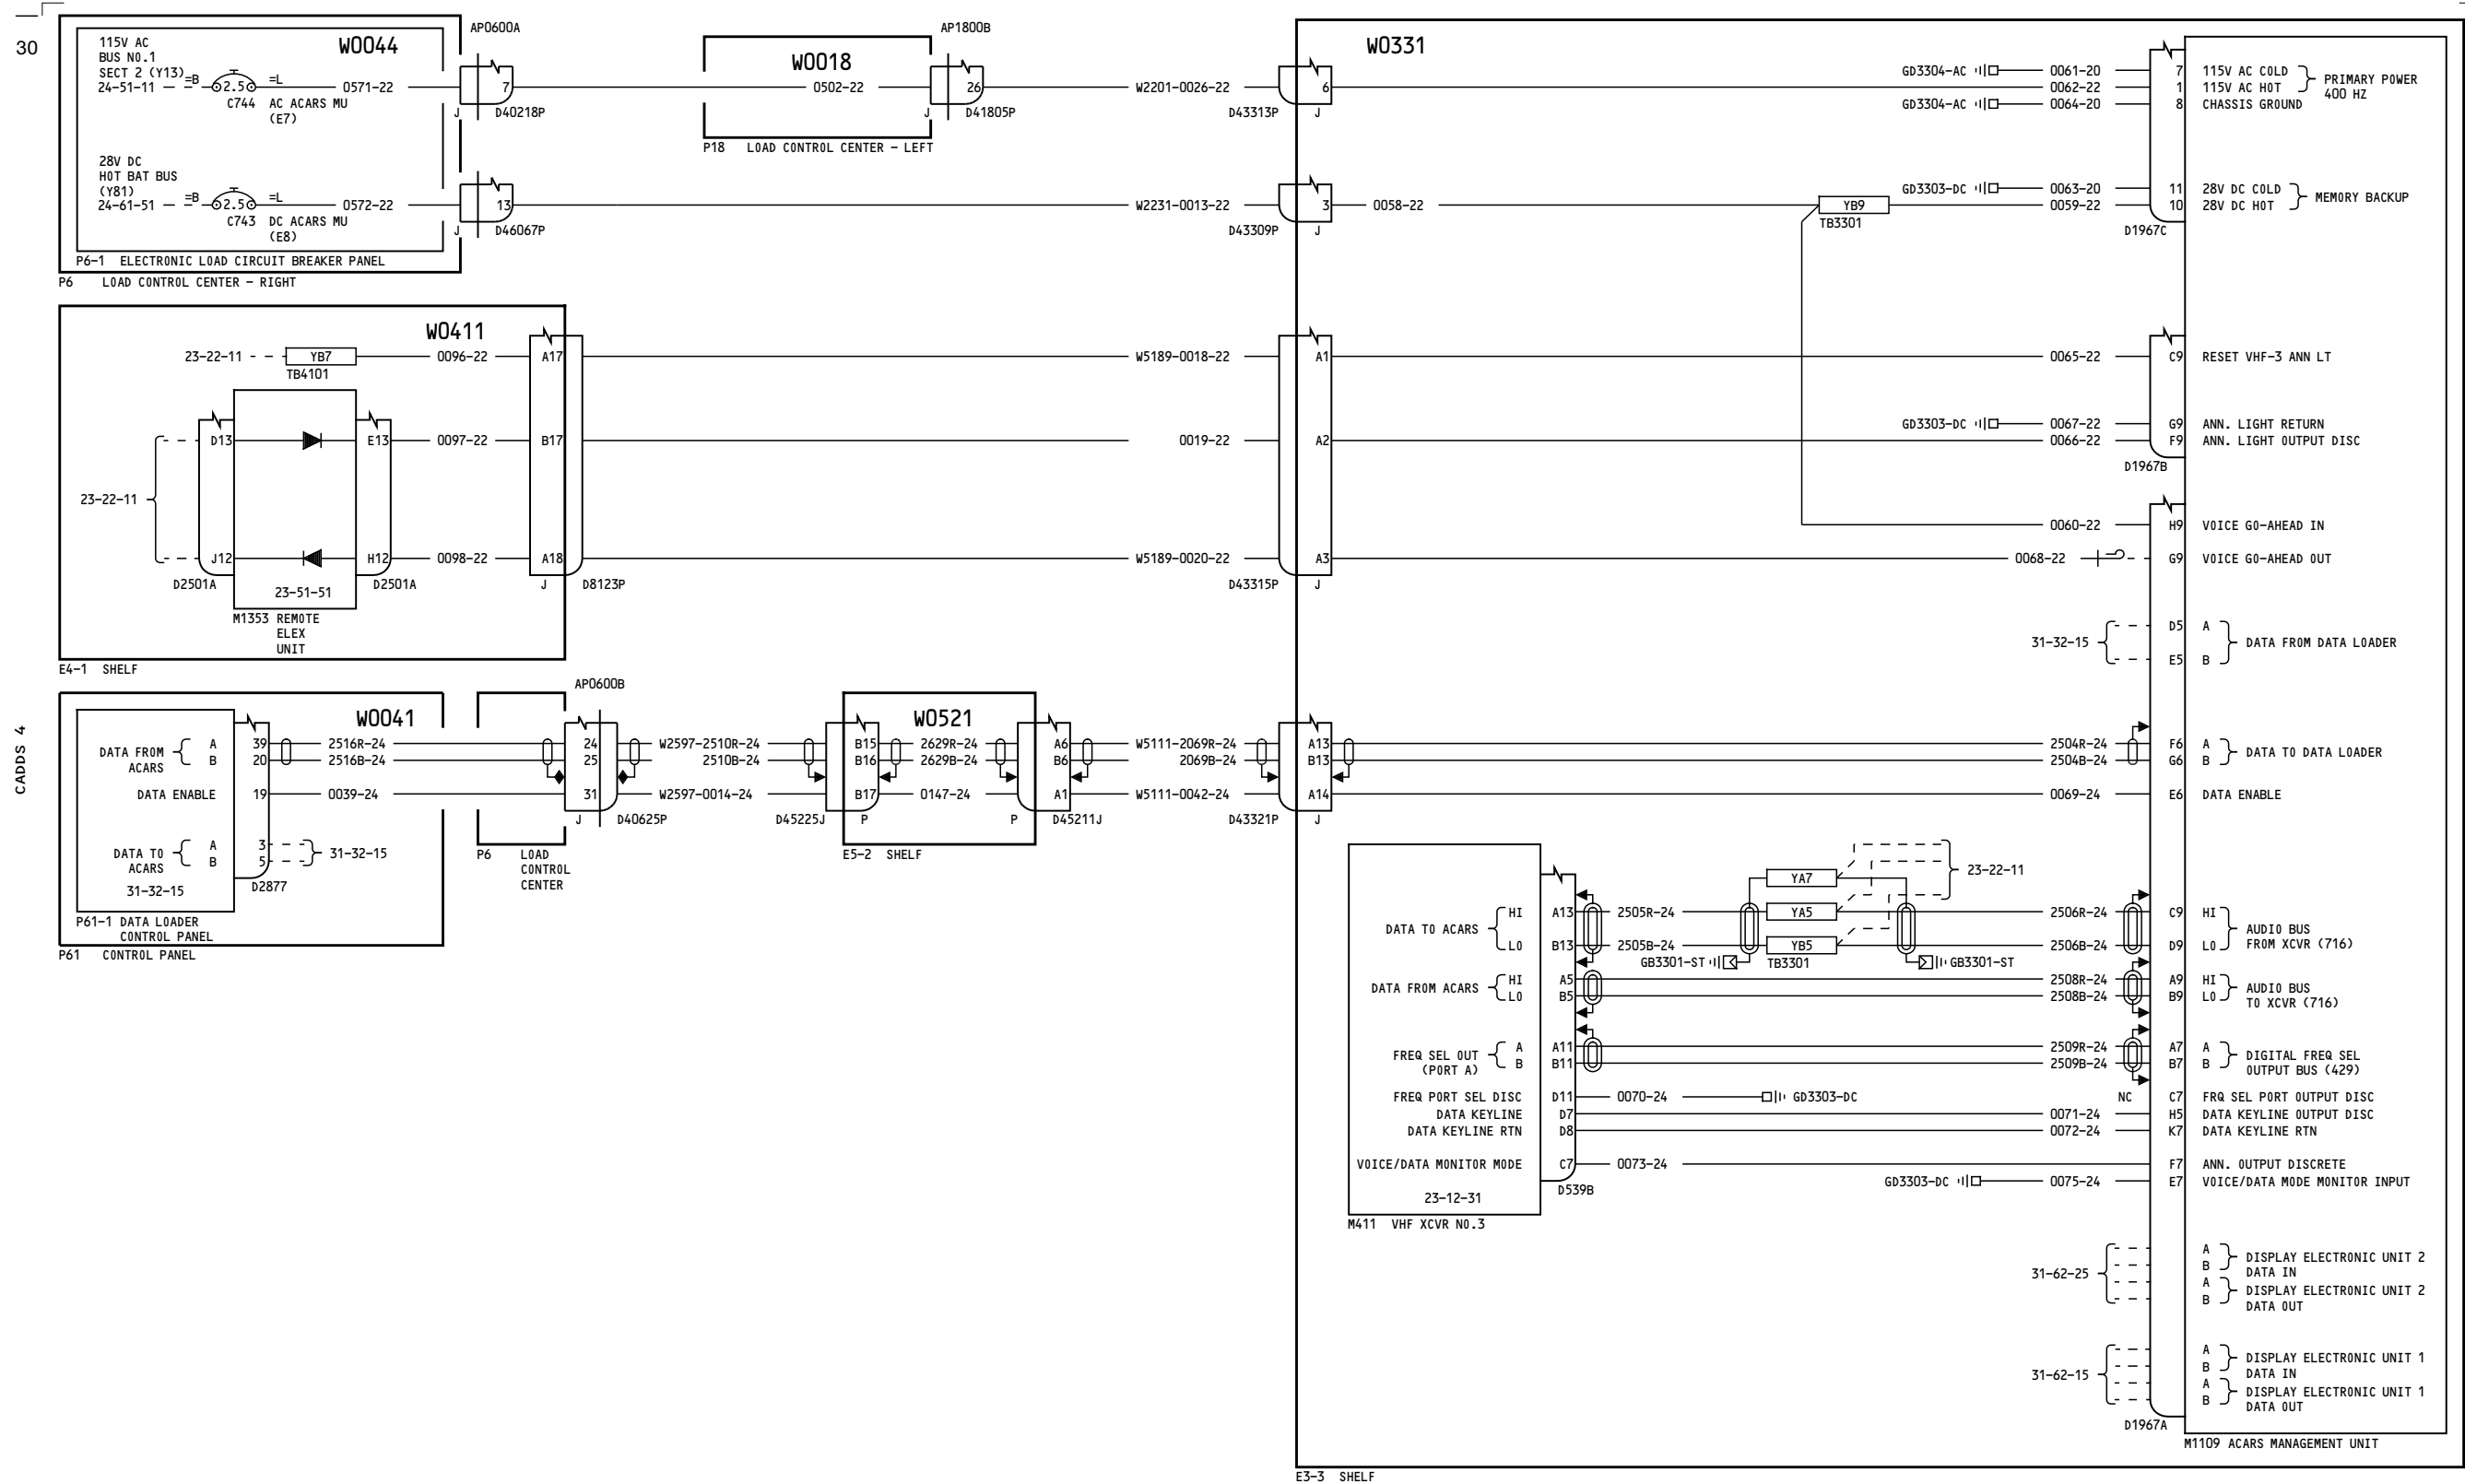 30
CADDS 4
115V AC
BUS NO.1
SECT 2 (Y13)
24-51-11
=B
2.5
=L
C744 AC ACARS MU
(E7)
W0044
0571-22
AP0600A
7
J
D40218P
28V DC
HOT BAT BUS
(Y81)
24-61-51
=B
2.5
=L
C743 DC ACARS MU
(E8)
0572-22
13
J
D46067P
P6-1 ELECTRONIC LOAD CIRCUIT BREAKER PANEL
P6 LOAD CONTROL CENTER - RIGHT
W0018
0502-22
AP1800B
26
J
D41805P
P18 LOAD CONTROL CENTER - LEFT
W2201-0026-22
D43313P
6
J
W2231-0013-22
D43309P
3
J
0058-22
W0331
GD3304-AC
0061-20
7
115V AC COLD
0062-22
1
115V AC HOT
PRIMARY POWER
400 HZ
GD3304-AC
0064-20
8
CHASSIS GROUND
GD3303-DC
0063-20
11
28V DC COLD
YB9
TB3301
0059-22
10
28V DC HOT
MEMORY BACKUP
D1967C
W0411
23-22-11
YB7
TB4101
0096-22
A17
W5189-0018-22
A1
0065-22
C9
RESET VHF-3 ANN LT
23-22-11
D13
E13
0097-22
B17
0019-22
A2
GD3303-DC
0067-22
G9
ANN. LIGHT RETURN
0066-22
F9
ANN. LIGHT OUTPUT DISC
D1967B
0060-22
H9
VOICE GO-AHEAD IN
J12
H12
0098-22
A18
W5189-0020-22
A3
0068-22
G9
VOICE GO-AHEAD OUT
D2501A
23-51-51
D2501A
J
D8123P
D43315P
J
M1353 REMOTE
ELEX
UNIT
E4-1 SHELF
31-32-15
D5
A
E5
B
DATA FROM DATA LOADER
W0041
DATA FROM
ACARS
A
B
39
20
2516R-24
2516B-24
DATA ENABLE
19
0039-24
DATA TO
ACARS
A
B
3
5
31-32-15
31-32-15
D2877
P61-1 DATA LOADER
CONTROL PANEL
P61 CONTROL PANEL
AP0600B
24
25
31
J
D40625P
P6 LOAD
CONTROL
CENTER
W2597-2510R-24
2510B-24
W2597-0014-24
D45225J
W0521
B15
B16
B17
P
2629R-24
2629B-24
0147-24
A6
B6
A1
P
D45211J
E5-2 SHELF
W5111-2069R-24
2069B-24
W5111-0042-24
D43321P
A13
B13
A14
J
2504R-24
F6
A
2504B-24
G6
B
DATA TO DATA LOADER
0069-24
E6
DATA ENABLE
DATA TO ACARS
HI
LO
A13
B13
2505R-24
2505B-24
YA7
YA5
YB5
TB3301
GB3301-ST
GB3301-ST
23-22-11
2506R-24
C9
HI
2506B-24
D9
LO
AUDIO BUS
FROM XCVR (716)
DATA FROM ACARS
HI
LO
A5
B5
2508R-24
A9
HI
2508B-24
B9
LO
AUDIO BUS
TO XCVR (716)
FREQ SEL OUT
(PORT A)
A
B
A11
B11
2509R-24
A7
A
2509B-24
B7
B
DIGITAL FREQ SEL
OUTPUT BUS (429)
FREQ PORT SEL DISC
D11
0070-24
GD3303-DC
NC
C7
FRQ SEL PORT OUTPUT DISC
DATA KEYLINE
D7
0071-24
H5
DATA KEYLINE OUTPUT DISC
DATA KEYLINE RTN
D8
0072-24
K7
DATA KEYLINE RTN
VOICE/DATA MONITOR MODE
C7
0073-24
F7
ANN. OUTPUT DISCRETE
GD3303-DC
0075-24
E7
VOICE/DATA MODE MONITOR INPUT
23-12-31
D539B
M411 VHF XCVR NO.3
31-62-25
A
B
DISPLAY ELECTRONIC UNIT 2
DATA IN
A
B
DISPLAY ELECTRONIC UNIT 2
DATA OUT
31-62-15
A
B
DISPLAY ELECTRONIC UNIT 1
DATA IN
A
B
DISPLAY ELECTRONIC UNIT 1
DATA OUT
D1967A
M1109 ACARS MANAGEMENT UNIT
E3-3 SHELF